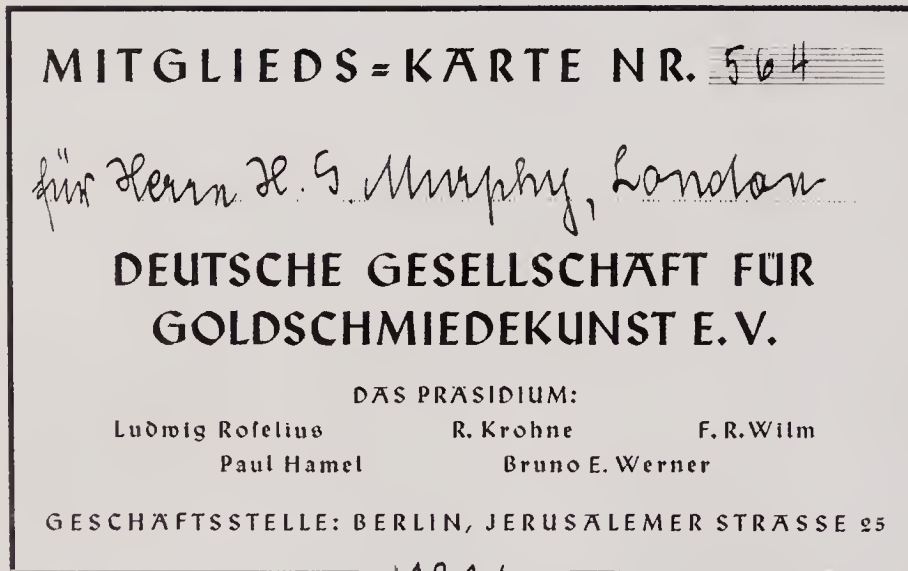 MITGLIEDS=KARTE NR. 564
für Herrn H. G. Murphy, London
DEUTSCHE GESELLSCHAFT FÜR
GOLDSCHMIEDEKUNST E. V.
DAS PRÄSIDIUM:
Ludwig Roselius R. Krohne F. R. Wilm
Paul Hamel Bruno E. Werner
GESCHÄFTSSTELLE: BERLIN, JERUSALEMER STRASSE 25